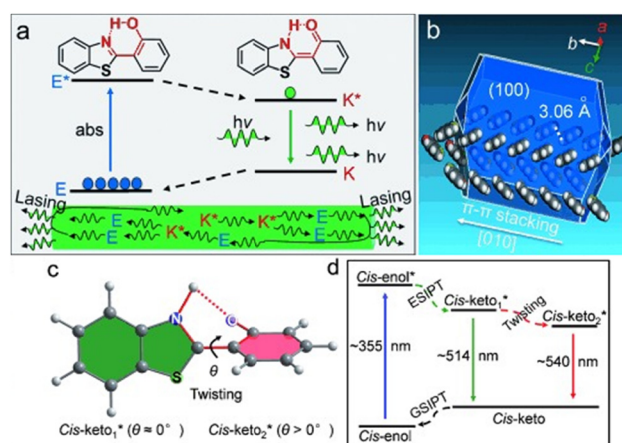 a
H
O
N
S
H
O
N
S
E*
K*
abs
hν
hν
hν
E
K
Lasing
Lasing
E
K*
K*
E
E
K*
E
E
b
a
b
c
(100)
3.06 Å
π-π stacking
[010]
c
N
O
S
θ
Twisting
Cis-keto₁* (θ ≈ 0°)
Cis-keto₂* (θ > 0°)
d
Cis-enol*
ESIPT
Cis-keto₁*
Twisting
Cis-keto₂*
~355 nm
~514 nm
~540 nm
GSIPT
Cis-enol
Cis-keto